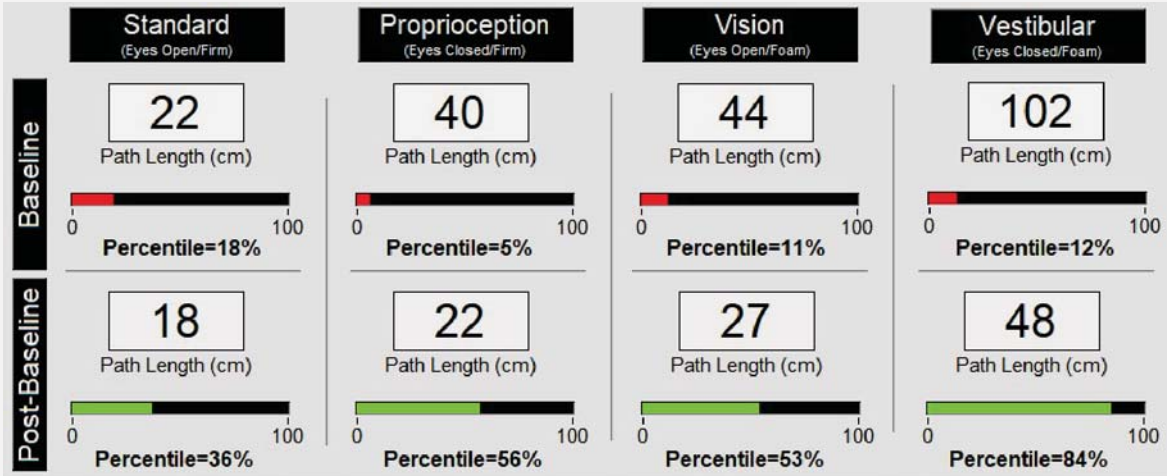 Standard
(Eyes Open/Firm)
Proprioception
(Eyes Closed/Firm)
Vision
(Eyes Open/Foam)
Vestibular
(Eyes Closed/Foam)
Baseline
22
Path Length (cm)
0 100
Percentile=18%
40
Path Length (cm)
0 100
Percentile=5%
44
Path Length (cm)
0 100
Percentile=11%
102
Path Length (cm)
0 100
Percentile=12%
Post-Baseline
18
Path Length (cm)
0 100
Percentile=36%
22
Path Length (cm)
0 100
Percentile=56%
27
Path Length (cm)
0 100
Percentile=53%
48
Path Length (cm)
0 100
Percentile=84%